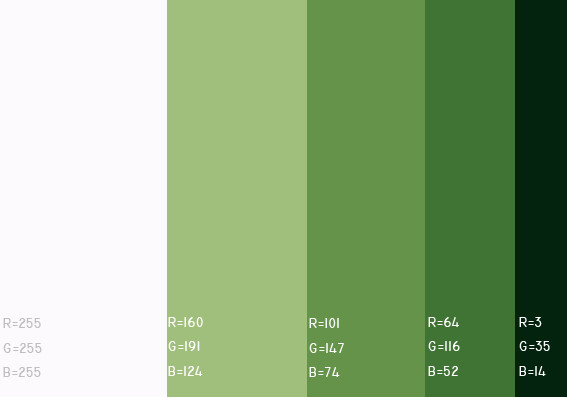 R=255
G=255
B=255
R=160
G=191
B=124
R=101
G=147
B=74
R=64
G=116
B=52
R=3
G=35
B=14